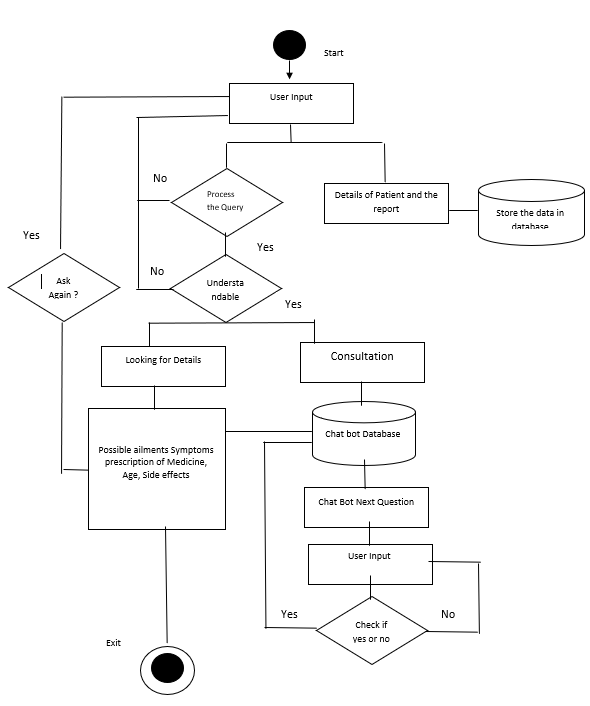 Start
User Input
No
Process
the Query
Details of Patient and the
report
Store the data in
database
Yes
Yes
No
Ask
Again ?
Understa
ndable
Yes
Looking for Details
Consultation
Possible ailments Symptoms
prescription of Medicine,
Age, Side effects
Chat bot Database
Chat Bot Next Question
User Input
Yes
No
Check if
yes or no
Exit